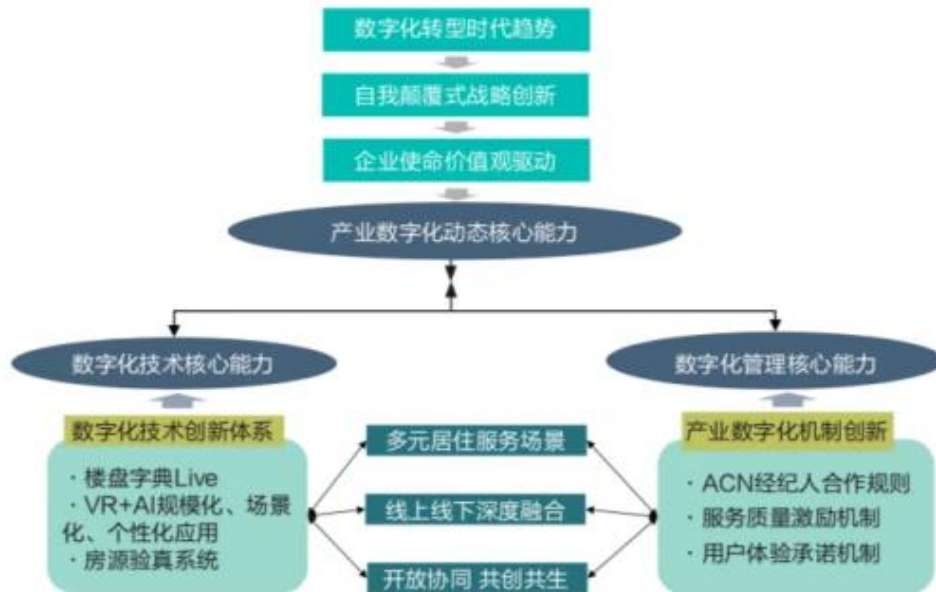 数字化转型时代趋势
自我颠覆式战略创新
企业使命价值观驱动
产业数字化动态核心能力
数字化技术核心能力
数字化管理核心能力
数字化技术创新体系
· 楼盘字典Live
· VR+AI规模化、场景
化、个性化应用
· 房源验真系统
多元居住服务场景
线上线下深度融合
开放协同 共创共生
产业数字化机制创新
· ACN经纪人合作规则
· 服务质量激励机制
· 用户体验承诺机制